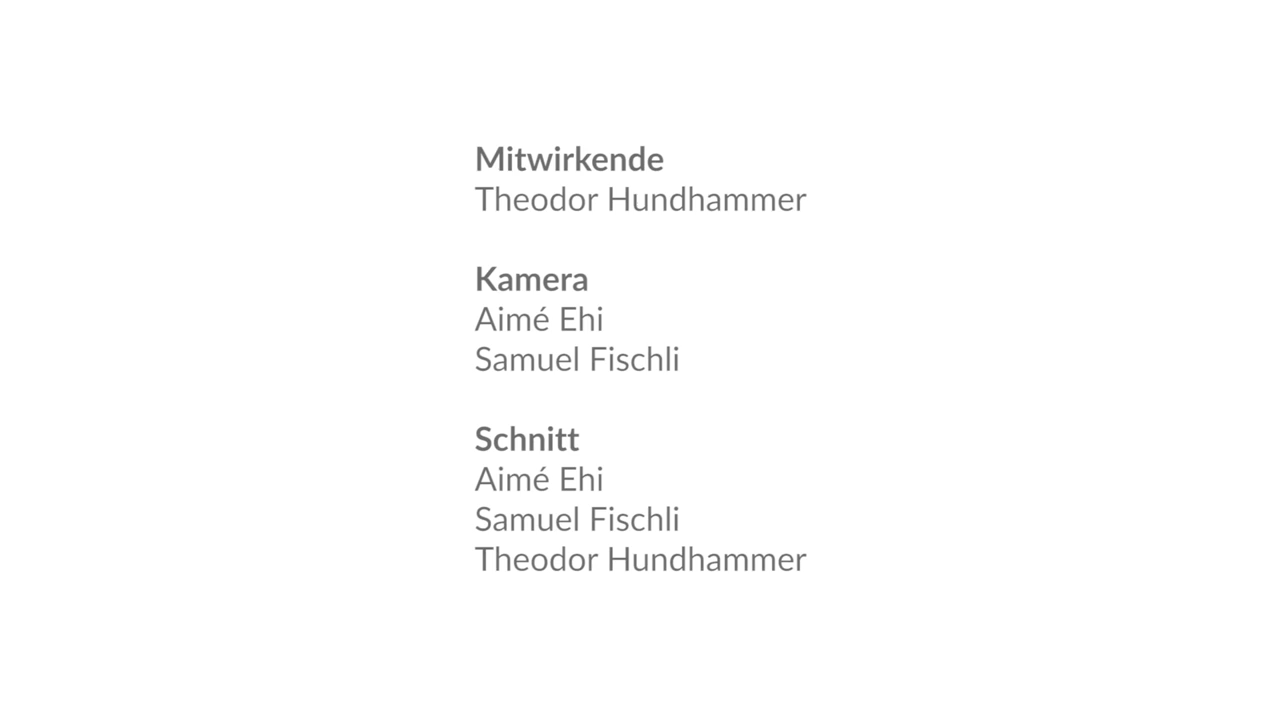 Mitwirkende
Theodor Hundhammer
Kamera
Aimé Ehi
Samuel Fischli
Schnitt
Aimé Ehi
Samuel Fischli
Theodor Hundhammer